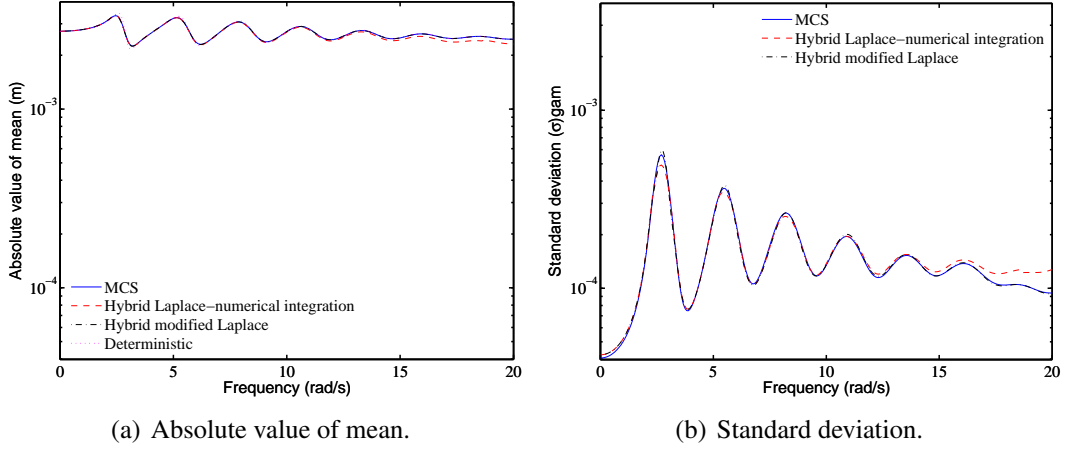 Absolute value of mean (m)
10^-3
10^-4
MCS
Hybrid Laplace−numerical integration
Hybrid modified Laplace
Deterministic
0 5 10 15 20
Frequency (rad/s)
(a) Absolute value of mean.
Standard deviation (σ)gam
10^-3
10^-4
MCS
Hybrid Laplace−numerical integration
Hybrid modified Laplace
0 5 10 15 20
Frequency (rad/s)
(b) Standard deviation.